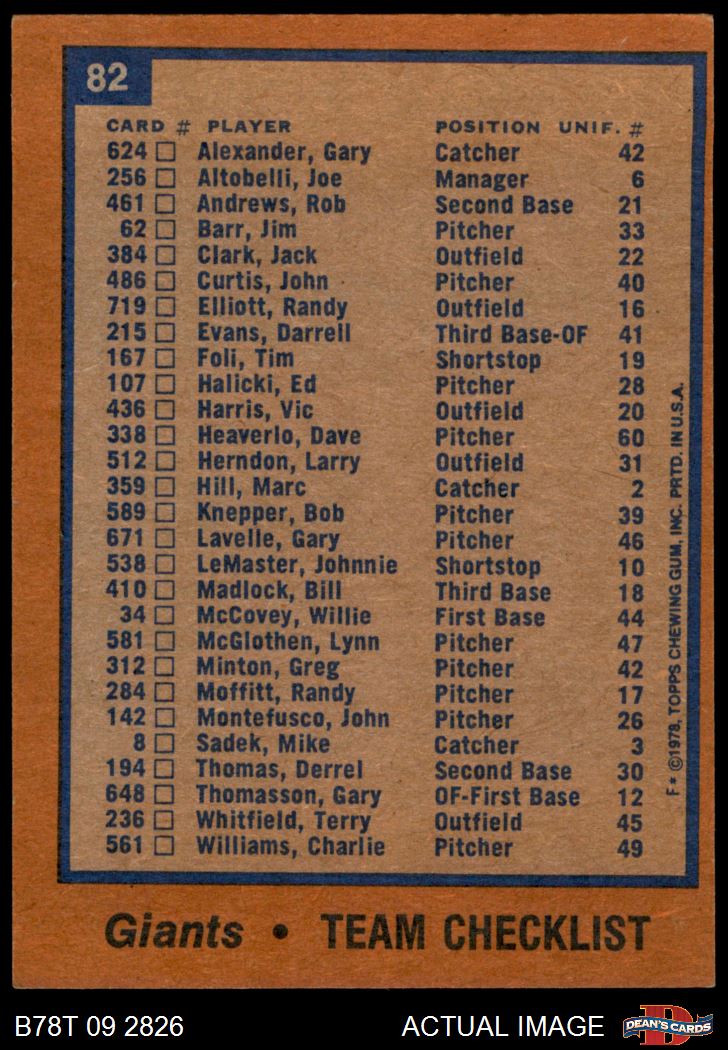 82
CARD # PLAYER POSITION UNIF. #
624 Alexander, Gary Catcher 42
256 Altobelli, Joe Manager 6
461 Andrews, Rob Second Base 21
62 Barr, Jim Pitcher 33
384 Clark, Jack Outfield 22
486 Curtis, John Pitcher 40
719 Elliott, Randy Outfield 16
215 Evans, Darrell Third Base-OF 41
167 Foli, Tim Shortstop 19
107 Halicki, Ed Pitcher 28
436 Harris, Vic Outfield 20
338 Heaverlo, Dave Pitcher 60
512 Herndon, Larry Outfield 31
359 Hill, Marc Catcher 2
589 Knepper, Bob Pitcher 39
671 Lavelle, Gary Pitcher 46
538 LeMaster, Johnnie Shortstop 10
410 Madlock, Bill Third Base 18
34 McCovey, Willie First Base 44
581 McGlothen, Lynn Pitcher 47
312 Minton, Greg Pitcher 42
284 Moffitt, Randy Pitcher 17
142 Montefusco, John Pitcher 26
8 Sadek, Mike Catcher 3
194 Thomas, Derrel Second Base 30
648 Thomasson, Gary OF-First Base 12
236 Whitfield, Terry Outfield 45
561 Williams, Charlie Pitcher 49
F* ©1978, TOPPS CHEWING GUM, INC. PRTD. IN U.S.A.
Giants • TEAM CHECKLIST
B78T 09 2826 ACTUAL IMAGE
D
DEAN'S CARDS